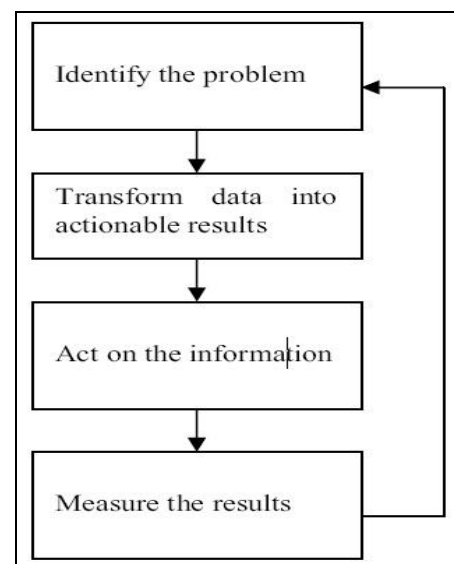 Identify the problem
Transform data into
actionable results
Act on the information
Measure the results